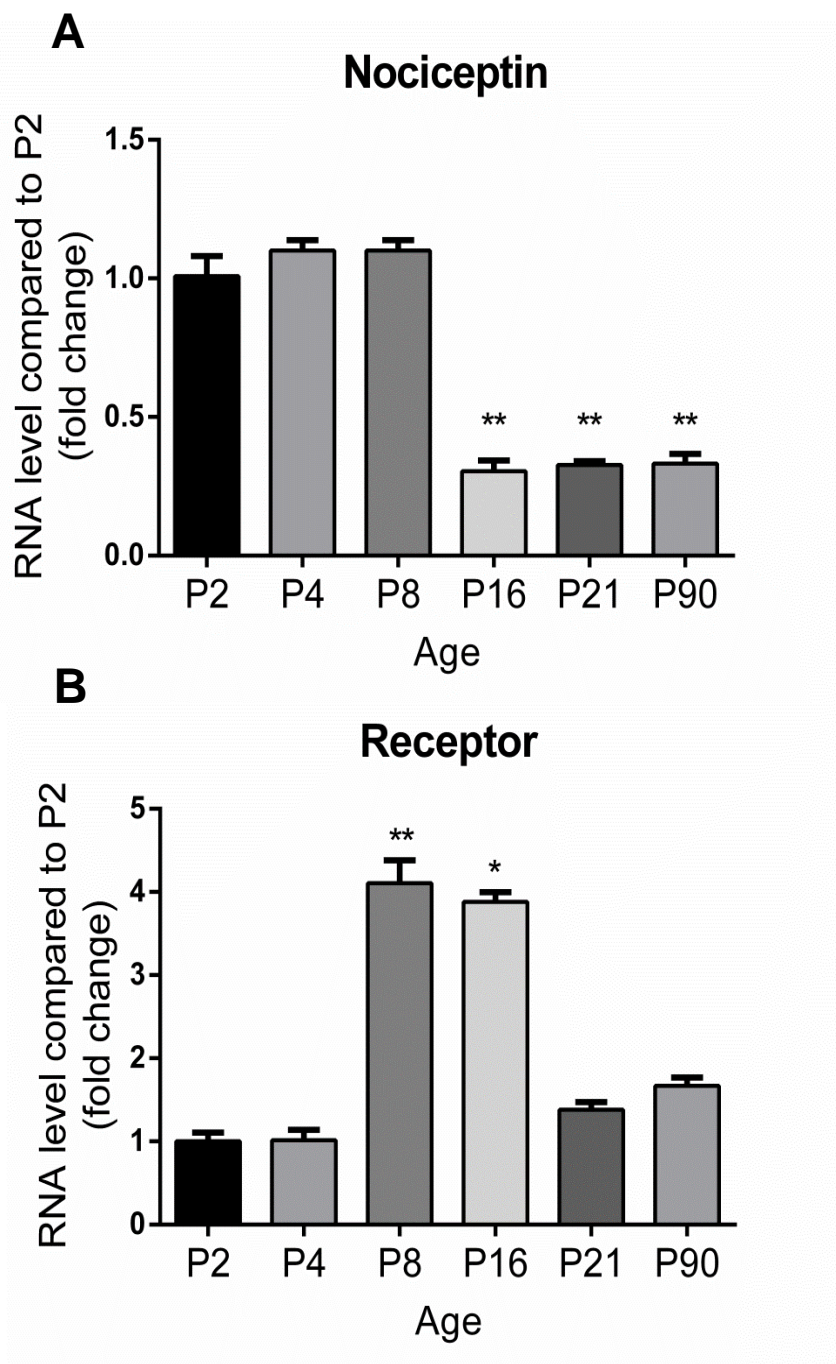 A
Nociceptin
RNA level compared to P2
(fold change)
1.5
1.0
0.5
0.0
** ** **
P2 P4 P8 P16 P21 P90
Age
B
Receptor
RNA level compared to P2
(fold change)
5
4
3
2
1
0
** *
P2 P4 P8 P16 P21 P90
Age